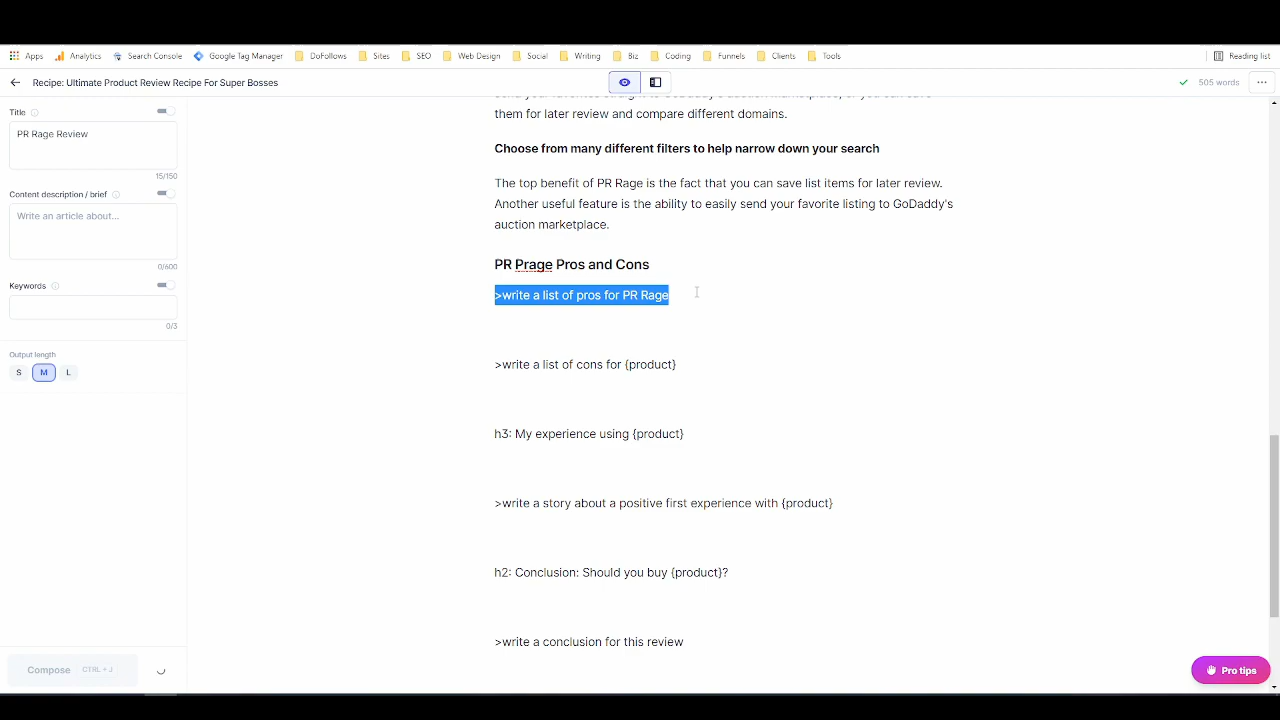 Apps Analytics Search Console Google Tag Manager DoFollows Sites SEO Web Design Social Writing Biz Coding Funnels Clients Tools Reading list
Recipe: Ultimate Product Review Recipe For Super Bosses 505 words
Title
PR Rage Review
15/150
Content description / brief
Write an article about...
0/600
Keywords
0/3
Output length
S M L
Compose CTRL + J
them for later review and compare different domains.
Choose from many different filters to help narrow down your search
The top benefit of PR Rage is the fact that you can save list items for later review.
Another useful feature is the ability to easily send your favorite listing to GoDaddy's
auction marketplace.
PR Prage Pros and Cons
>write a list of pros for PR Rage
>write a list of cons for {product}
h3: My experience using {product}
>write a story about a positive first experience with {product}
h2: Conclusion: Should you buy {product}?
>write a conclusion for this review
Pro tips